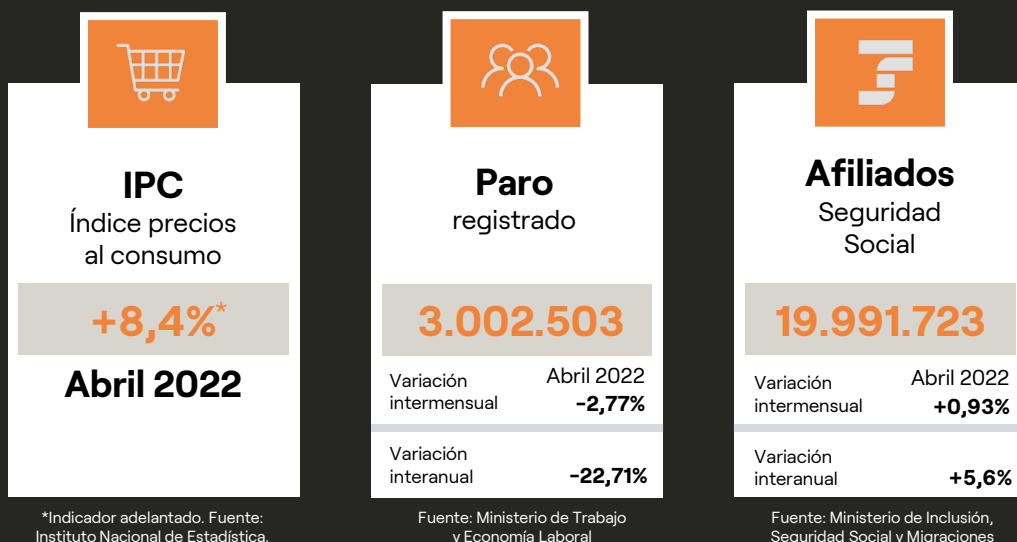 IPC
Índice precios
al consumo
+8,4%*
Abril 2022
*Indicador adelantado. Fuente:
Instituto Nacional de Estadística.
Paro
registrado
3.002.503
Abril 2022
Variación
intermensual -2,77%
Variación
interanual -22,71%
Fuente: Ministerio de Trabajo
y Economía Laboral
Afiliados
Seguridad
Social
19.991.723
Abril 2022
Variación
intermensual +0,93%
Variación
interanual +5,6%
Fuente: Ministerio de Inclusión,
Seguridad Social y Migraciones